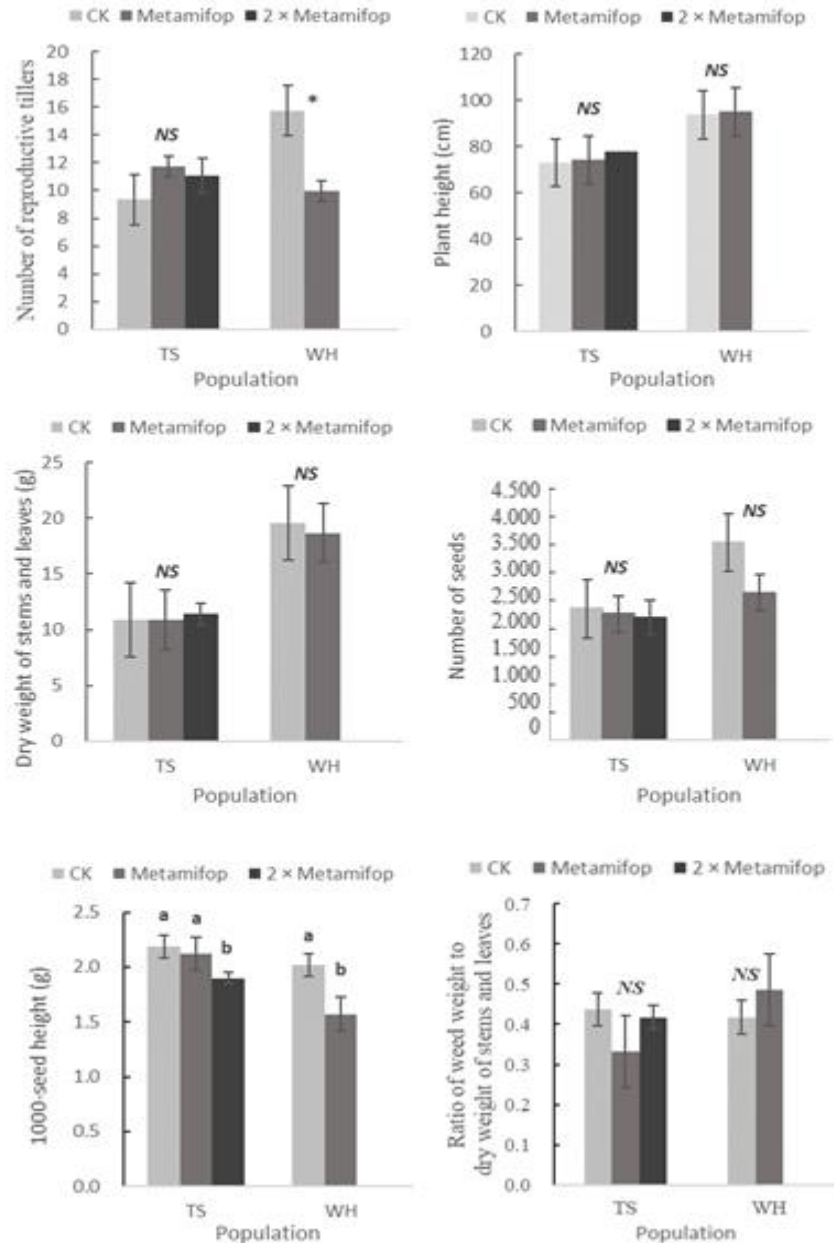 CK Metamifop 2 × Metamifop
Number of reproductive tillers
20
18
16
14
12
10
8
6
4
2
0
NS
*
TS WH
Population
CK Metamifop 2 × Metamifop
Plant height (cm)
120
100
80
60
40
20
0
NS
NS
TS WH
Population
CK Metamifop 2 × Metamifop
Dry weight of stems and leaves (g)
25
20
15
10
5
0
NS
NS
TS WH
Population
CK Metamifop 2 × Metamifop
Number of seeds
4.500
4.000
3.500
3.000
2.500
2.000
1.500
1.000
500
0
NS
NS
TS WH
Population
CK Metamifop 2 × Metamifop
1000-seed height (g)
2.5
2.0
1.5
1.0
0.5
0.0
a a b a b
TS WH
Population
CK Metamifop 2 × Metamifop
Ratio of weed weight to
dry weight of stems and leaves
0.7
0.6
0.5
0.4
0.3
0.2
0.1
0.0
NS NS
TS WH
Population